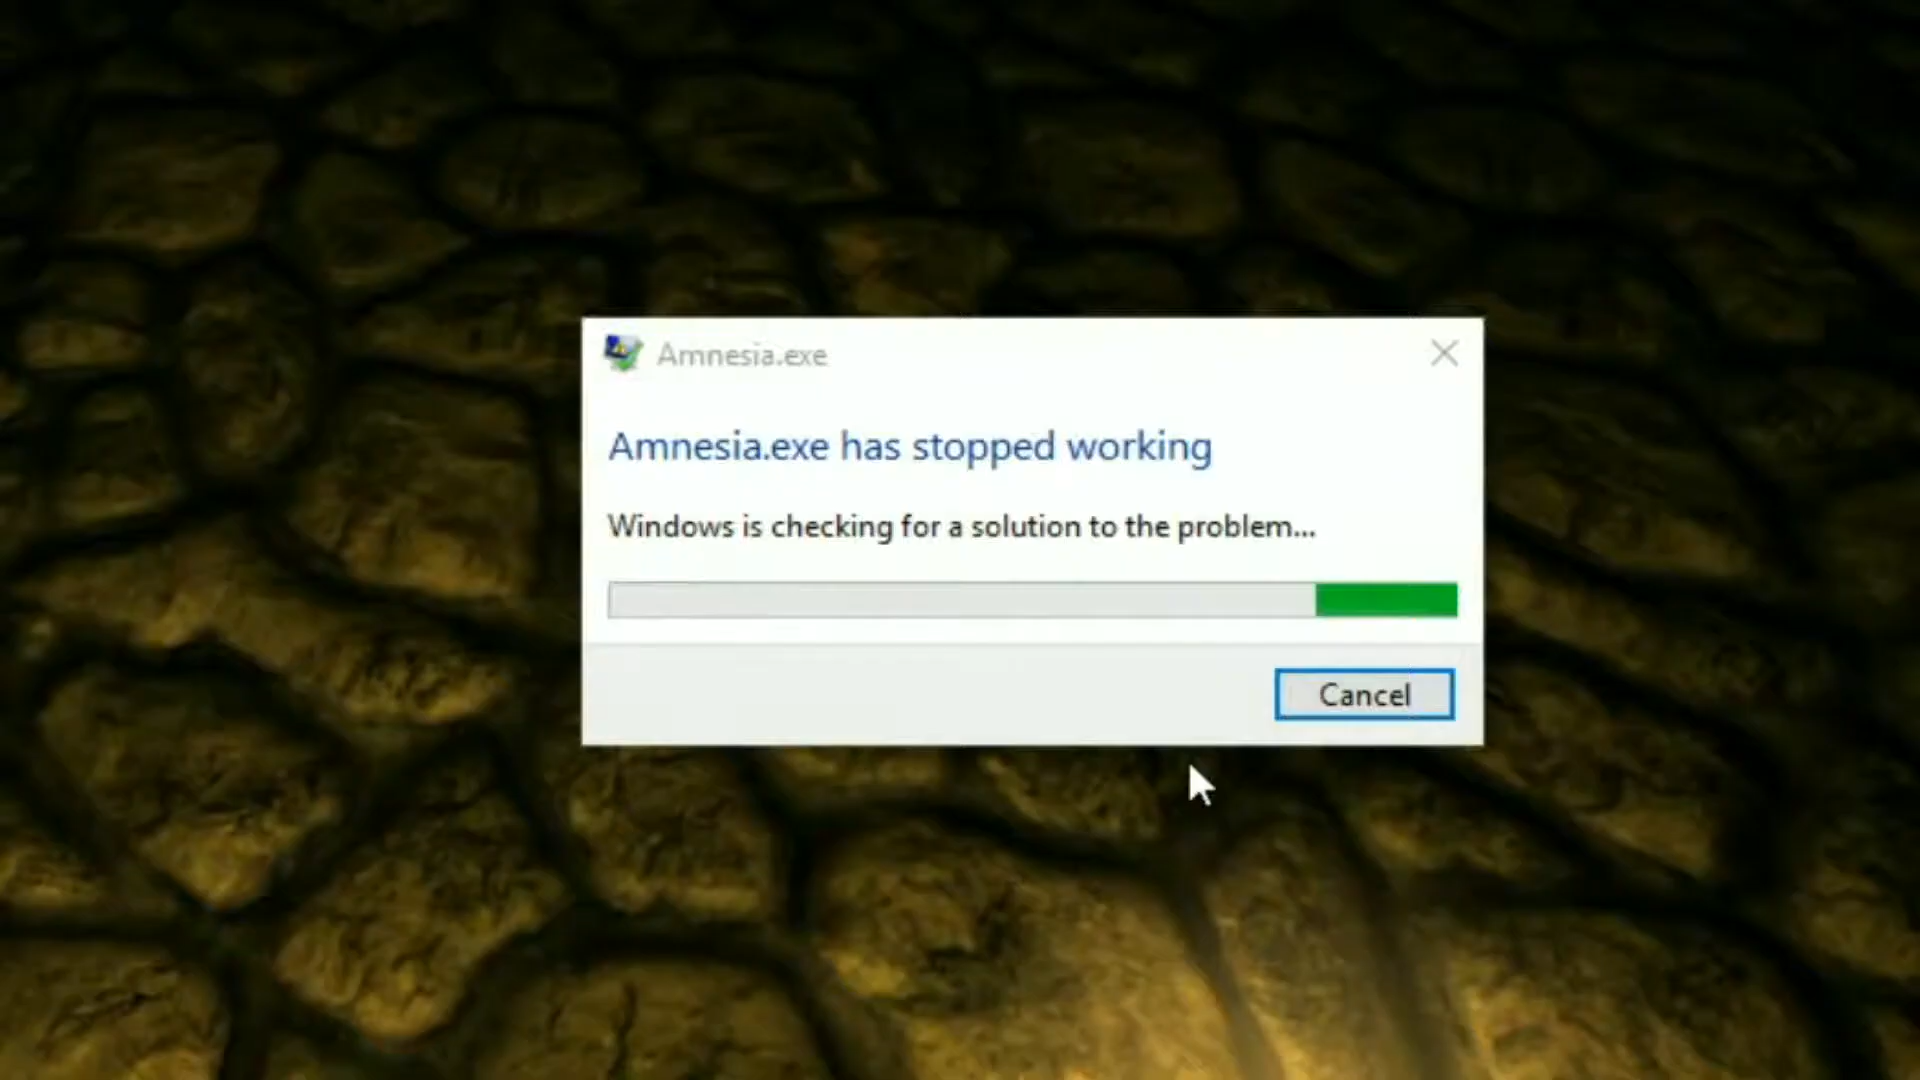 Amnesia.exe
Amnesia.exe has stopped working
Windows is checking for a solution to the problem...
Cancel